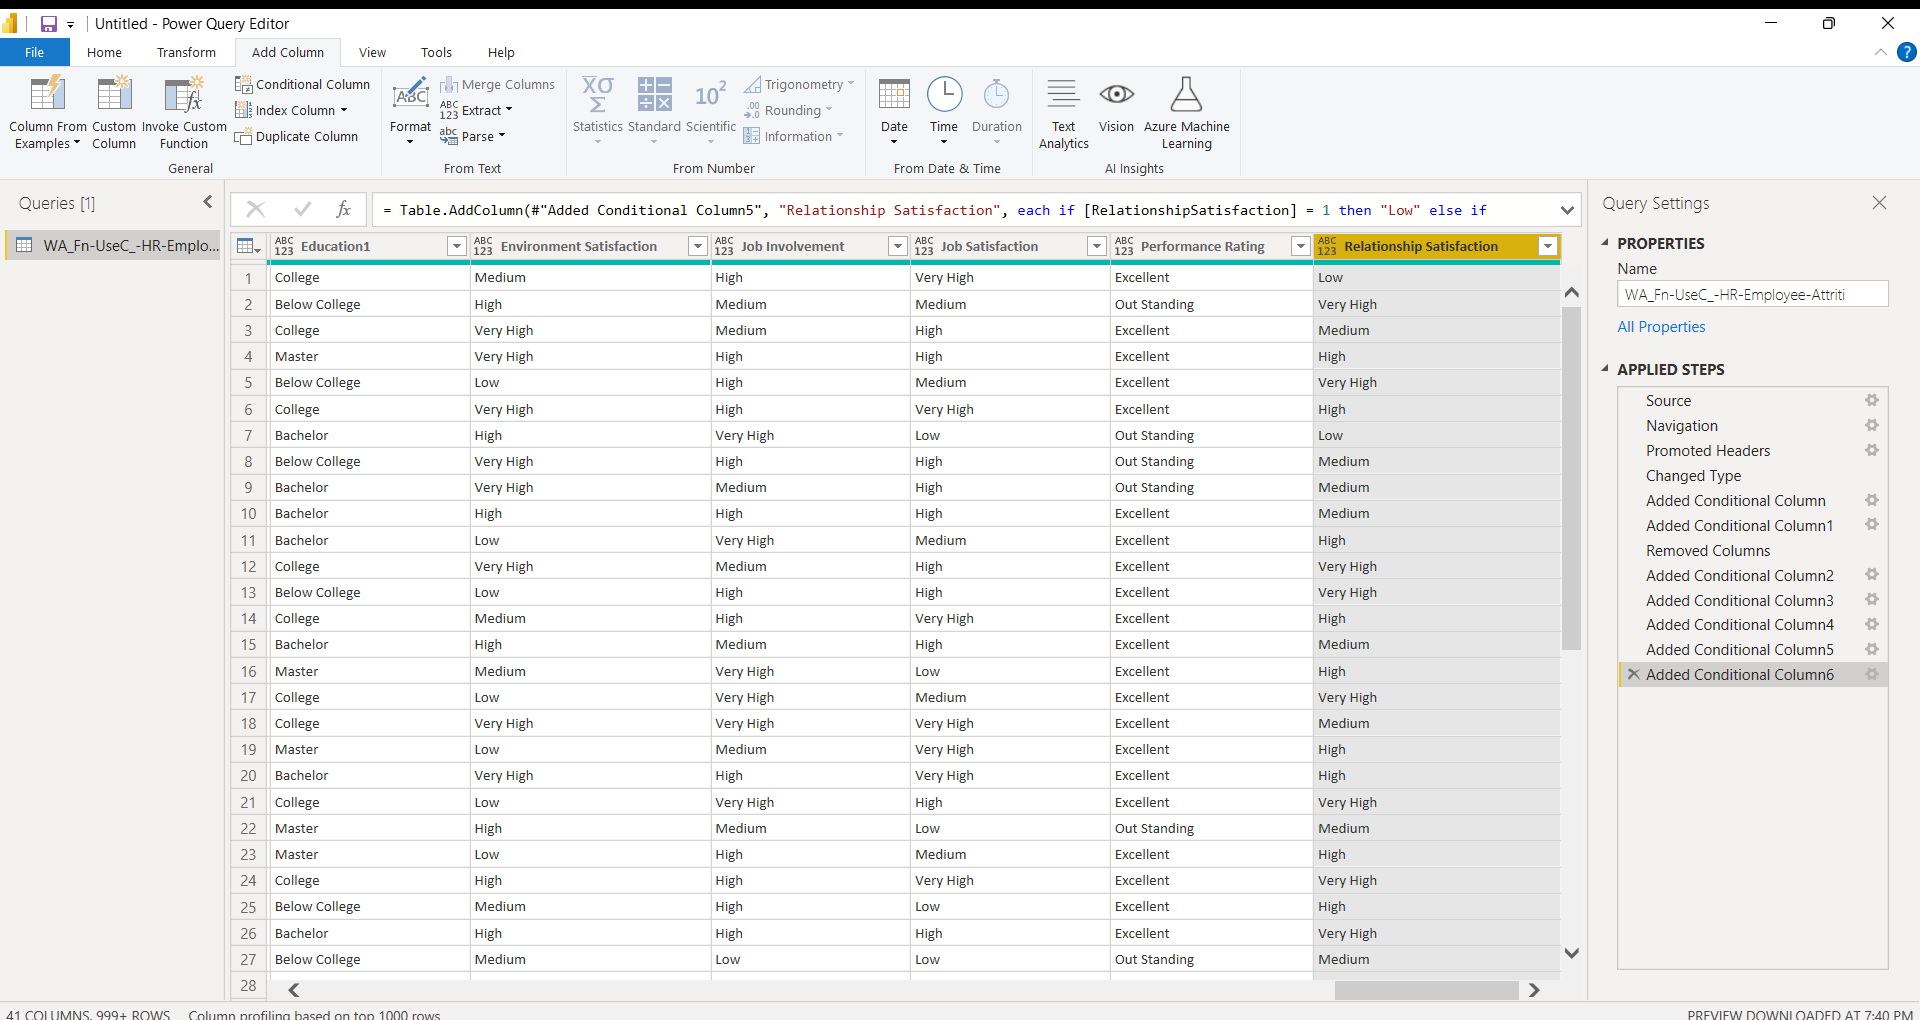 Untitled - Power Query Editor
File Home Transform Add Column View Tools Help
Column From Examples
Custom Column
Invoke Custom Function
Conditional Column
Index Column
Duplicate Column
General
Format
Merge Columns
Extract
Parse
From Text
Statistics
Standard
Scientific
Trigonometry
Rounding
Information
From Number
Date
Time
Duration
From Date & Time
Text Analytics
Vision
Azure Machine Learning
AI Insights
Queries [1]
WA_Fn-UseC_-HR-Emplo...
= Table.AddColumn(#"Added Conditional Column5", "Relationship Satisfaction", each if [RelationshipSatisfaction] = 1 then "Low" else if
ABC 123 Education1 ABC 123 Environment Satisfaction ABC 123 Job Involvement ABC 123 Job Satisfaction ABC 123 Performance Rating ABC 123 Relationship Satisfaction
1 College Medium High Very High Excellent Low
2 Below College High Medium Medium Out Standing Very High
3 College Very High Medium High Excellent Medium
4 Master Very High High High Excellent High
5 Below College Low High Medium Excellent Very High
6 College Very High High Very High Excellent High
7 Bachelor High Very High Low Out Standing Low
8 Below College Very High High High Out Standing Medium
9 Bachelor Very High Medium High Out Standing Medium
10 Bachelor High High High Excellent Medium
11 Bachelor Low Very High Medium Excellent High
12 College Very High Medium High Excellent Very High
13 Below College Low High High Excellent Very High
14 College Medium High Very High Excellent High
15 Bachelor High Medium High Excellent Medium
16 Master Medium Very High Low Excellent High
17 College Low Very High Medium Excellent Very High
18 College Very High Very High Very High Excellent Medium
19 Master Low Medium Very High Excellent High
20 Bachelor Very High High Very High Excellent High
21 College Low Very High High Excellent Very High
22 Master High Medium Low Out Standing Medium
23 Master Low High Medium Excellent High
24 College High High Very High Excellent Very High
25 Below College Medium High Low Excellent High
26 Bachelor High High High Excellent Very High
27 Below College Medium Low Low Out Standing Medium
28
Query Settings
PROPERTIES
Name
WA_Fn-UseC_-HR-Employee-Attriti
All Properties
APPLIED STEPS
Source
Navigation
Promoted Headers
Changed Type
Added Conditional Column
Added Conditional Column1
Removed Columns
Added Conditional Column2
Added Conditional Column3
Added Conditional Column4
Added Conditional Column5
Added Conditional Column6
41 COLUMNS, 999+ ROWS Column profiling based on top 1000 rows
PREVIEW DOWNLOADED AT 7:40 PM